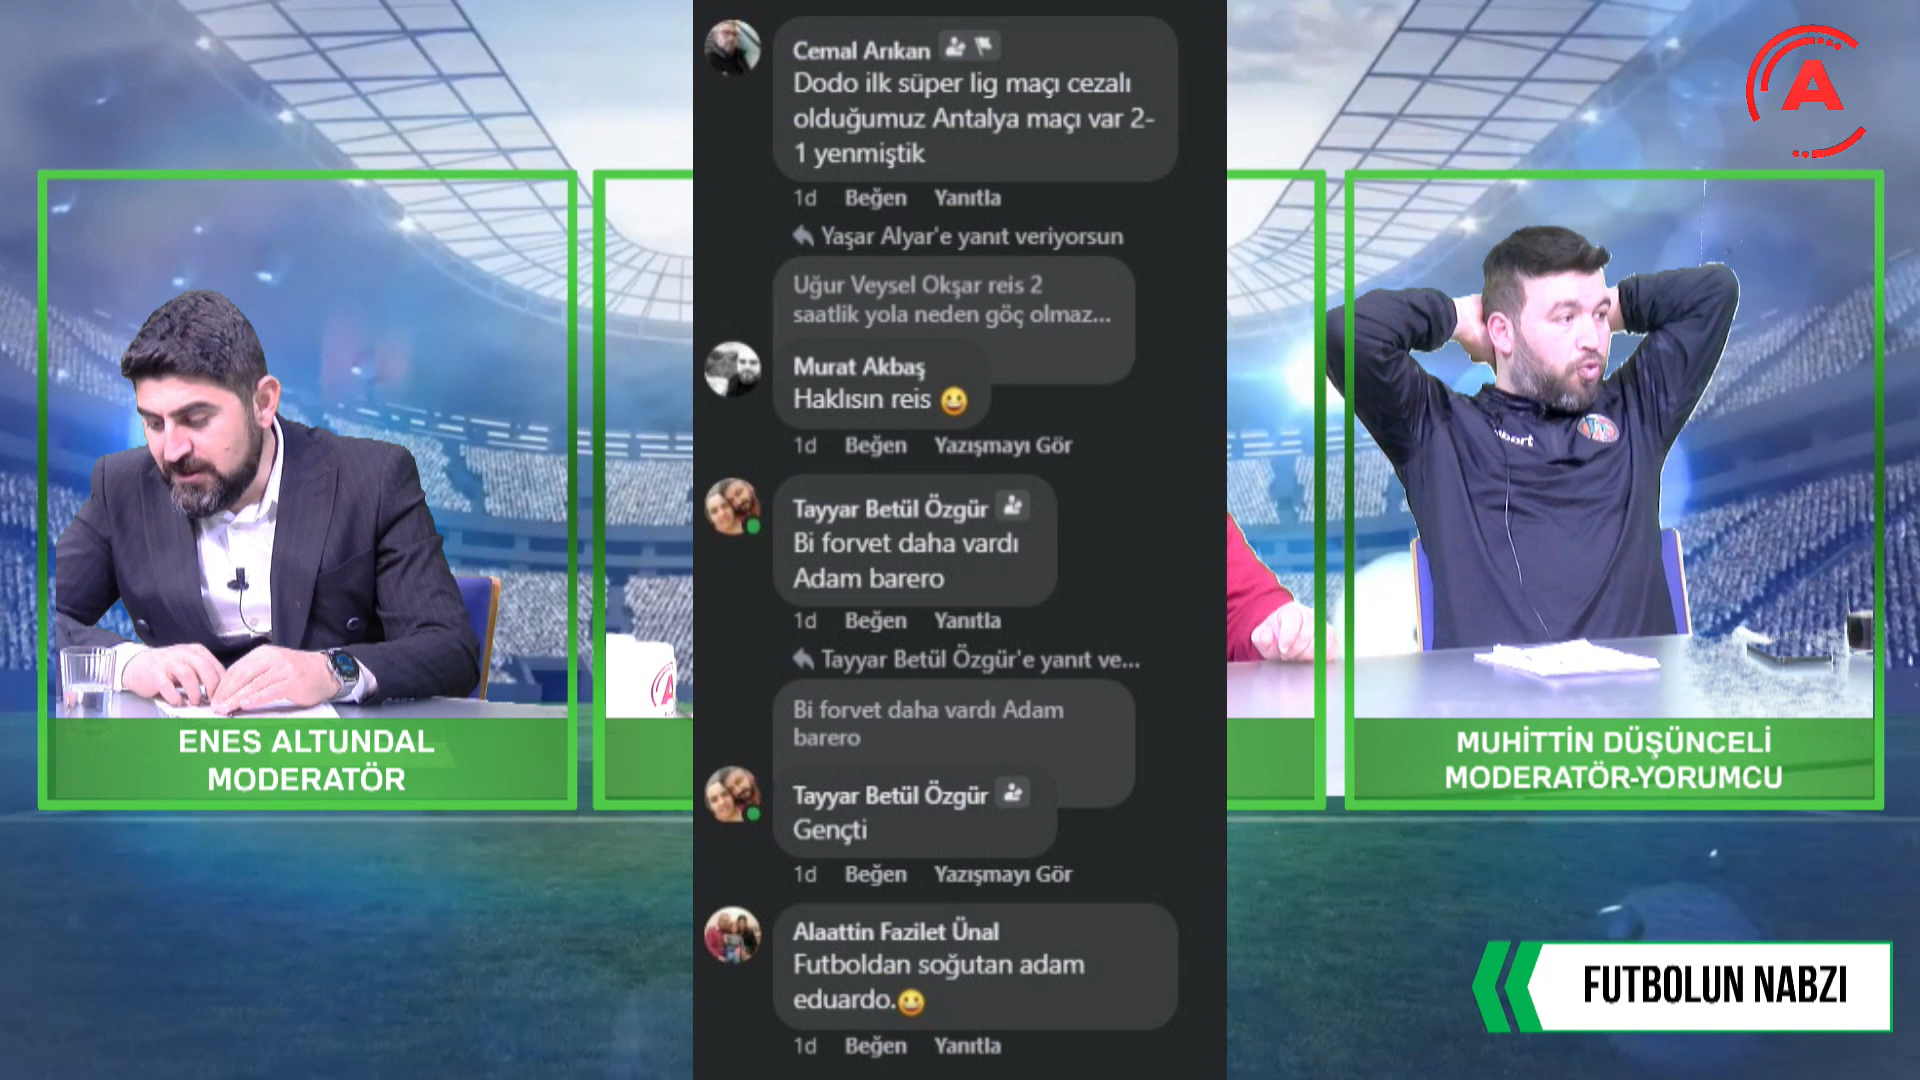 Cemal Arıkan
Dodo ilk süper lig maçı cezalı
olduğumuz Antalya maçı var 2-
1 yenmiştik
1d Beğen Yanıtla
Yaşar Alyar'e yanıt veriyorsun
Uğur Veysel Okşar reis 2
saatlik yola neden göç olmaz...
Murat Akbaş
Haklısın reis 😀
1d Beğen Yazışmayı Gör
Tayyar Betül Özgür
Bi forvet daha vardı
Adam barero
1d Beğen Yanıtla
Tayyar Betül Özgür'e yanıt ve...
Bi forvet daha vardı Adam
barero
Tayyar Betül Özgür
Gençti
1d Beğen Yazışmayı Gör
Alaattin Fazilet Ünal
Futboldan soğutan adam
eduardo.😀
1d Beğen Yanıtla
A
ENES ALTUNDAL
MODERATÖR
MUHİTTİN DÜŞÜNCELİ
MODERATÖR-YORUMCU
FUTBOLUN NABZI